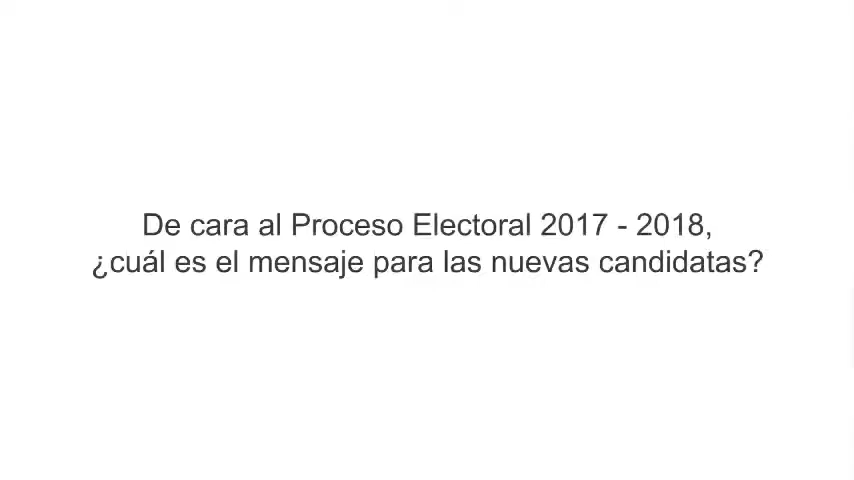 De cara al Proceso Electoral 2017 - 2018,
¿cuál es el mensaje para las nuevas candidatas?